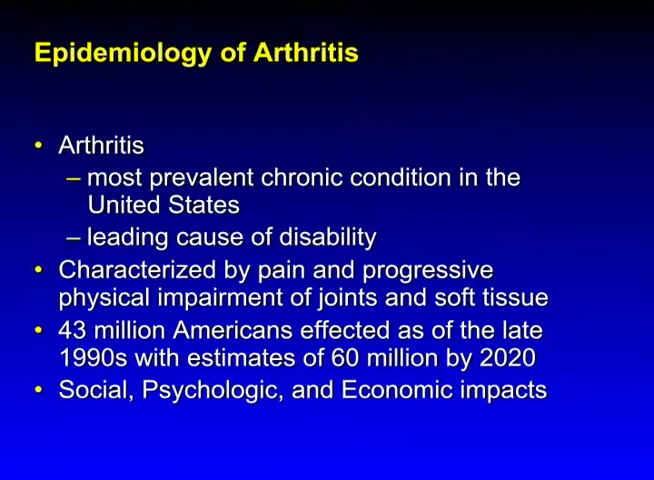 Epidemiology of Arthritis
• Arthritis
– most prevalent chronic condition in the
United States
– leading cause of disability
• Characterized by pain and progressive
physical impairment of joints and soft tissue
• 43 million Americans effected as of the late
1990s with estimates of 60 million by 2020
• Social, Psychologic, and Economic impacts